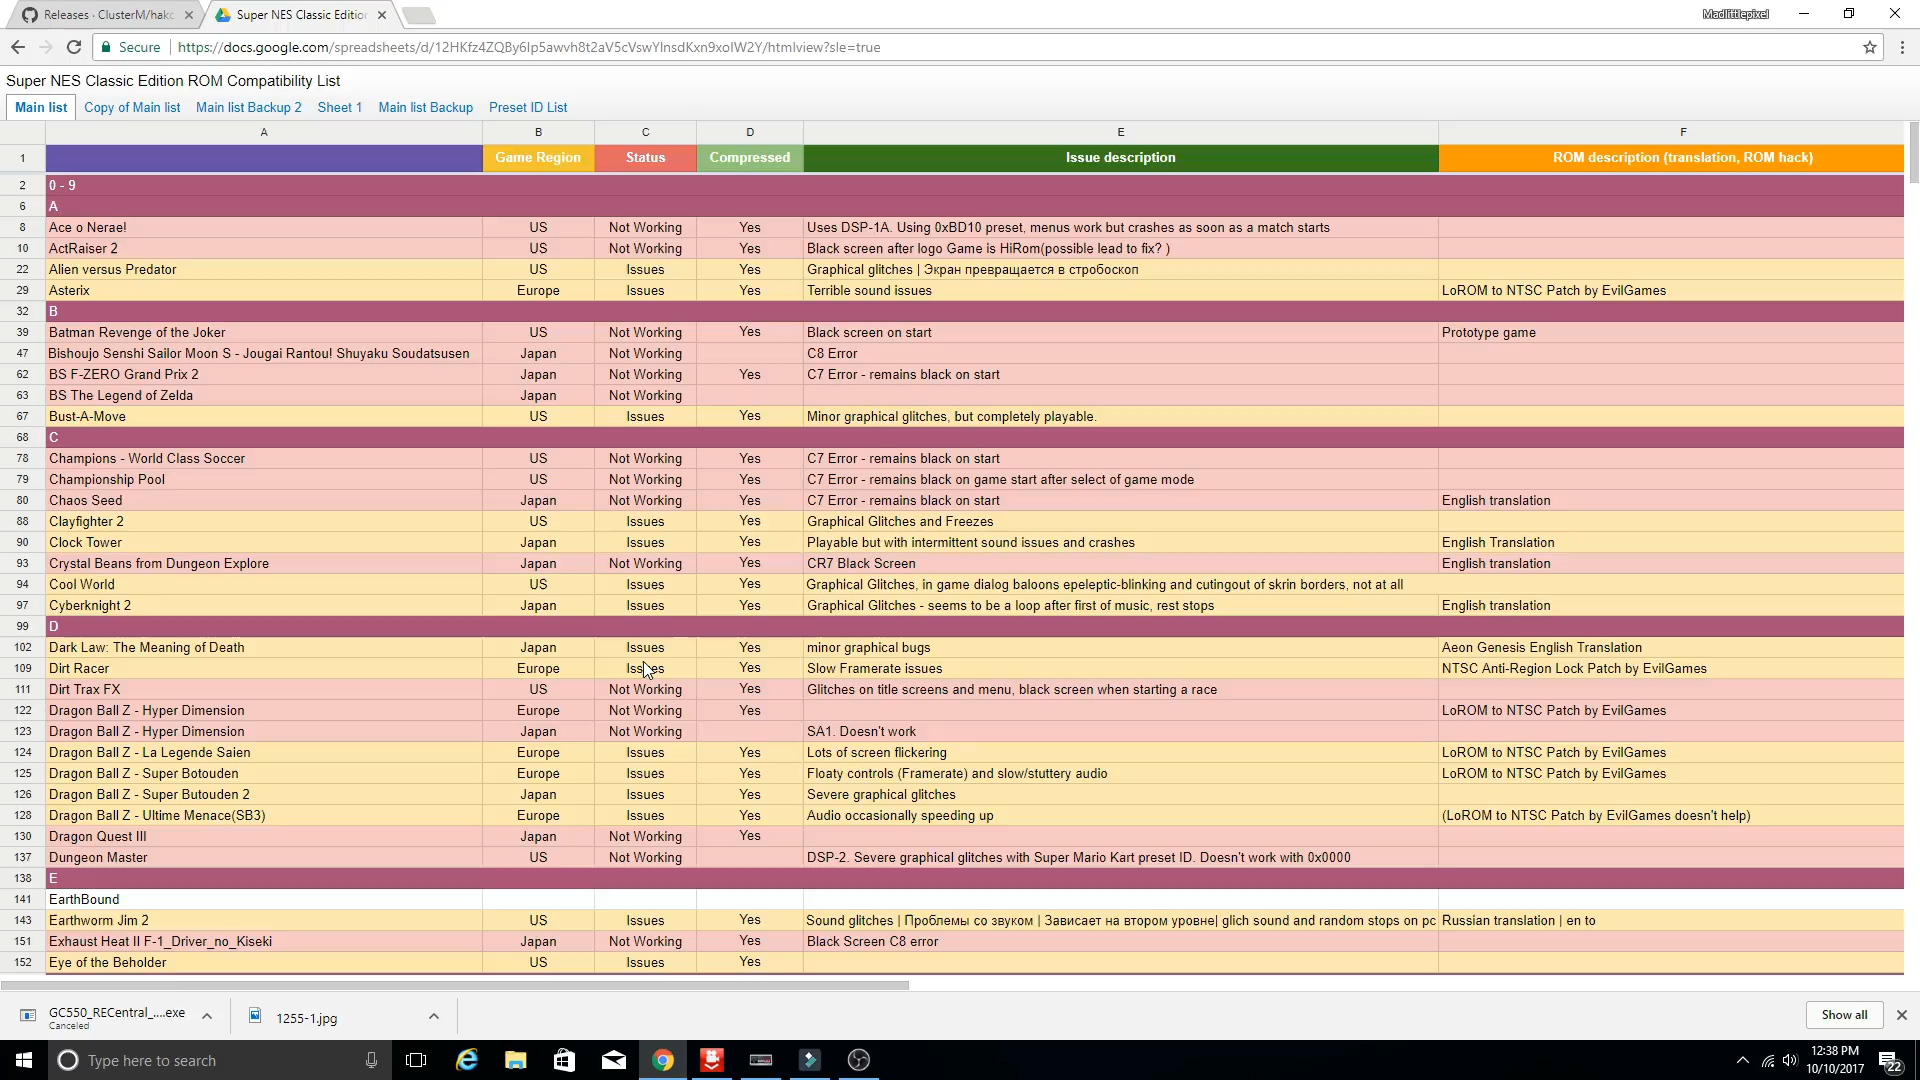 Releases · ClusterM/hakc
Super NES Classic Edition
Madlittlepixel
Secure
https://docs.google.com/spreadsheets/d/12HKfz4ZQBy6Ip5awvh8t2aV5cVswYInsdKxn9xolW2Y/htmlview?sle=true
Super NES Classic Edition ROM Compatibility List
Main list Copy of Main list Main list Backup 2 Sheet 1 Main list Backup Preset ID List
A B C D E F
1 Game Region Status Compressed Issue description ROM description (translation, ROM hack)
2 0 - 9
6 A
8 Ace o Nerae! US Not Working Yes Uses DSP-1A. Using 0xBD10 preset, menus work but crashes as soon as a match starts
10 ActRaiser 2 US Not Working Yes Black screen after logo Game is HiRom(possible lead to fix? )
22 Alien versus Predator US Issues Yes Graphical glitches | Экран превращается в стробоскоп
29 Asterix Europe Issues Yes Terrible sound issues LoROM to NTSC Patch by EvilGames
32 B
39 Batman Revenge of the Joker US Not Working Yes Black screen on start Prototype game
47 Bishoujo Senshi Sailor Moon S - Jougai Rantou! Shuyaku Soudatsusen Japan Not Working C8 Error
62 BS F-ZERO Grand Prix 2 Japan Not Working Yes C7 Error - remains black on start
63 BS The Legend of Zelda Japan Not Working
67 Bust-A-Move US Issues Yes Minor graphical glitches, but completely playable.
68 C
78 Champions - World Class Soccer US Not Working Yes C7 Error - remains black on start
79 Championship Pool US Not Working Yes C7 Error - remains black on game start after select of game mode
80 Chaos Seed Japan Not Working Yes C7 Error - remains black on start English translation
88 Clayfighter 2 US Issues Yes Graphical Glitches and Freezes
90 Clock Tower Japan Issues Yes Playable but with intermittent sound issues and crashes English Translation
93 Crystal Beans from Dungeon Explore Japan Not Working Yes CR7 Black Screen English translation
94 Cool World US Issues Yes Graphical Glitches, in game dialog baloons epeleptic-blinking and cutingout of skrin borders, not at all
97 Cyberknight 2 Japan Issues Yes Graphical Glitches - seems to be a loop after first of music, rest stops English translation
99 D
102 Dark Law: The Meaning of Death Japan Issues Yes minor graphical bugs Aeon Genesis English Translation
109 Dirt Racer Europe Issues Yes Slow Framerate issues NTSC Anti-Region Lock Patch by EvilGames
111 Dirt Trax FX US Not Working Yes Glitches on title screens and menu, black screen when starting a race
122 Dragon Ball Z - Hyper Dimension Europe Not Working Yes LoROM to NTSC Patch by EvilGames
123 Dragon Ball Z - Hyper Dimension Japan Not Working SA1. Doesn't work
124 Dragon Ball Z - La Legende Saien Europe Issues Yes Lots of screen flickering LoROM to NTSC Patch by EvilGames
125 Dragon Ball Z - Super Botouden Europe Issues Yes Floaty controls (Framerate) and slow/stuttery audio LoROM to NTSC Patch by EvilGames
126 Dragon Ball Z - Super Butouden 2 Japan Issues Yes Severe graphical glitches
128 Dragon Ball Z - Ultime Menace(SB3) Europe Issues Yes Audio occasionally speeding up (LoROM to NTSC Patch by EvilGames doesn't help)
130 Dragon Quest III Japan Not Working Yes
137 Dungeon Master US Not Working DSP-2. Severe graphical glitches with Super Mario Kart preset ID. Doesn't work with 0x0000
138 E
141 EarthBound
143 Earthworm Jim 2 US Issues Yes Sound glitches | Проблемы со звуком | Зависает на втором уровне| glich sound and random stops on pc Russian translation | en to
151 Exhaust Heat II F-1_Driver_no_Kiseki Japan Not Working Yes Black Screen C8 error
152 Eye of the Beholder US Issues Yes
GC550_RECentral_....exe
Canceled
1255-1.jpg
Show all
Type here to search
12:38 PM
10/10/2017
22